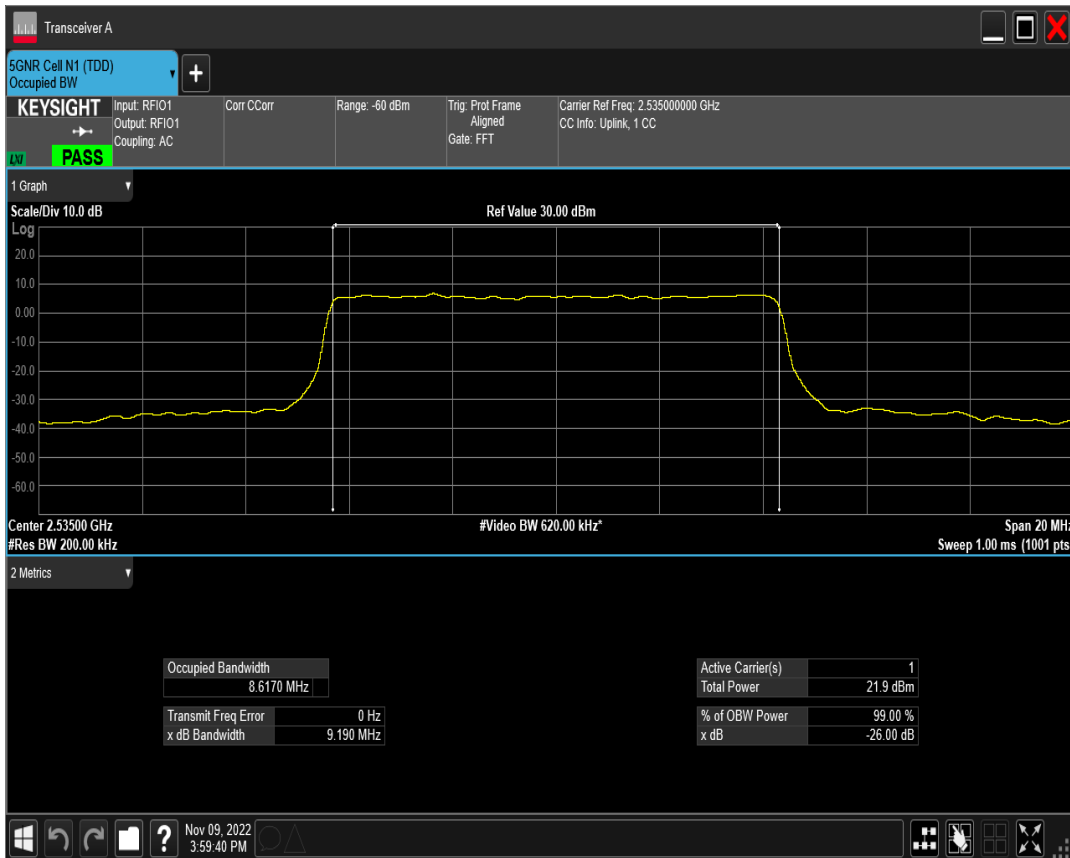 Transceiver A
5GNR Cell N1 (TDD)
Occupied BW
+
KEYSIGHT
LXI
PASS
Input: RFIO1
Output: RFIO1
Coupling: AC
Corr CCorr
Range: -60 dBm
Trig: Prot Frame
Aligned
Gate: FFT
Carrier Ref Freq: 2.535000000 GHz
CC Info: Uplink, 1 CC
1 Graph
Scale/Div 10.0 dB
Ref Value 30.00 dBm
Log
20.0
10.0
0.00
-10.0
-20.0
-30.0
-40.0
-50.0
-60.0
Center 2.53500 GHz
#Video BW 620.00 kHz*
Span 20 MHz
#Res BW 200.00 kHz
Sweep 1.00 ms (1001 pts
2 Metrics
Occupied Bandwidth
8.6170 MHz
Transmit Freq Error 0 Hz
x dB Bandwidth 9.190 MHz
Active Carrier(s) 1
Total Power 21.9 dBm
% of OBW Power 99.00 %
x dB -26.00 dB
?
Nov 09, 2022
3:59:40 PM